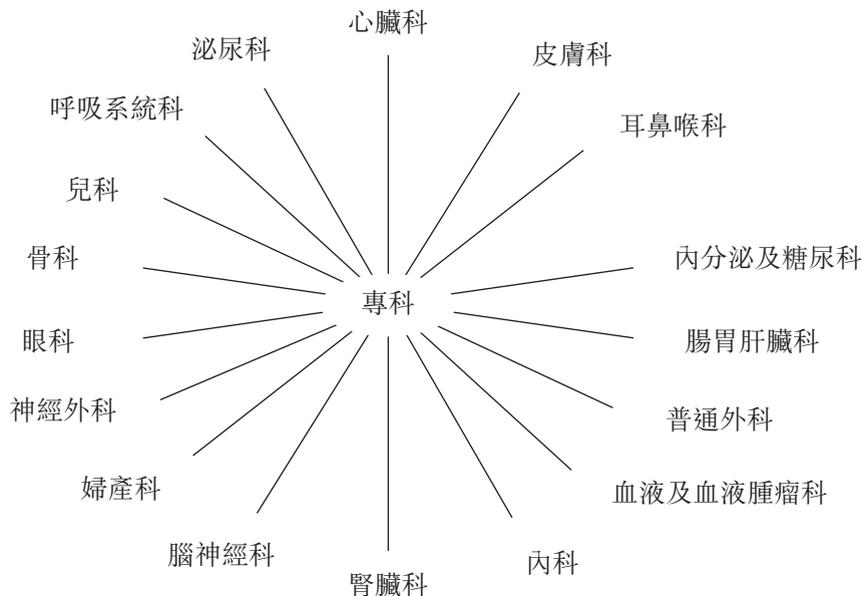 心臟科
泌尿科
皮膚科
呼吸系統科
耳鼻喉科
兒科
骨科
內分泌及糖尿科
專科
眼科
腸胃肝臟科
神經外科
普通外科
婦產科
血液及血液腫瘤科
腦神經科
內科
腎臟科